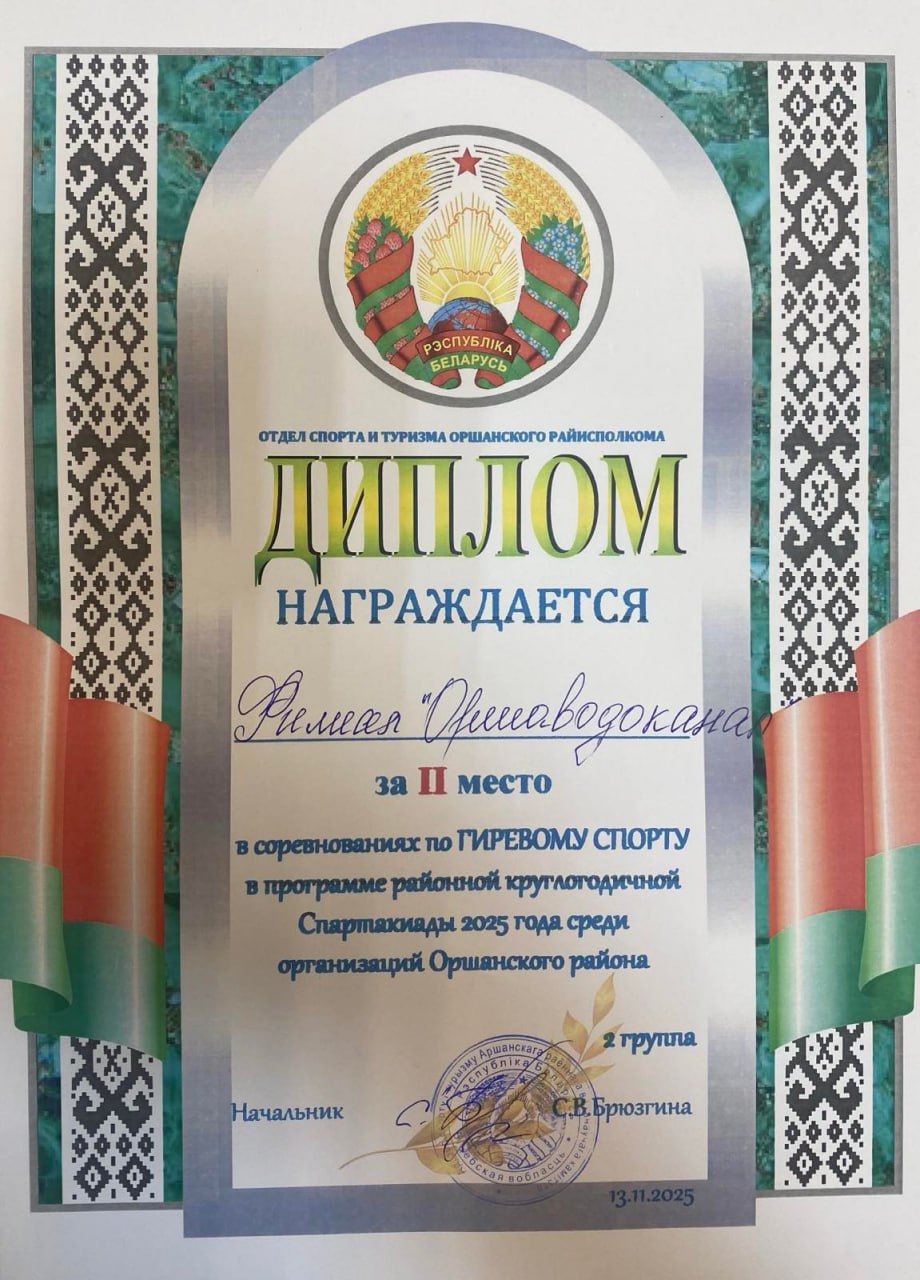 РЭСПУБЛІКА
БЕЛАРУСЬ
ОТДЕЛ СПОРТА И ТУРИЗМА ОРШАНСКОГО РАЙИСПОЛКОМА
ДИПЛОМ
НАГРАЖДАЕТСЯ
Филиал "Оршаводоканал"
за II место
в соревнованиях по ГИРЕВОМУ СПОРТУ
в программе районной круглогодичной
Спартакиады 2025 года среди
организаций Оршанского района
2 группа
Начальник
С.В.Брюзгина
13.11.2025